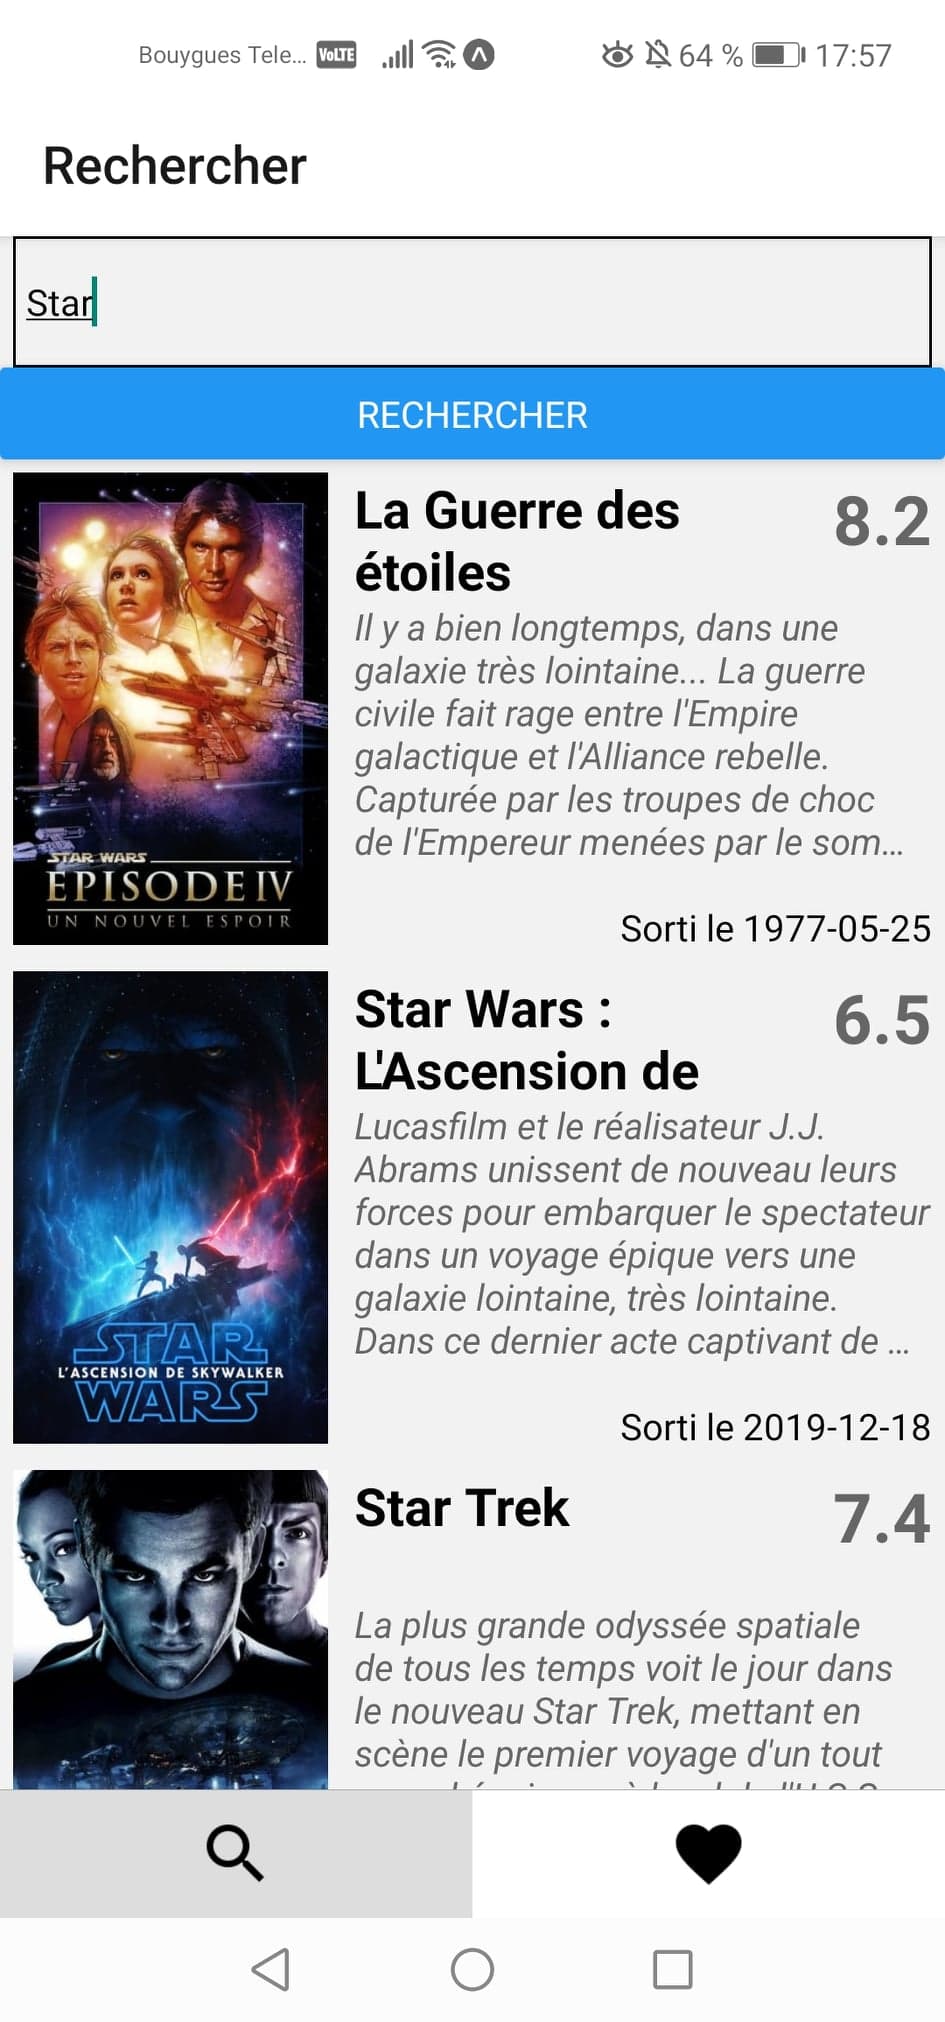 Bouygues Tele... VoLTE 64 % 17:57
Rechercher
Star
RECHERCHER
La Guerre des
étoiles
8.2
Il y a bien longtemps, dans une
galaxie très lointaine... La guerre
civile fait rage entre l'Empire
galactique et l'Alliance rebelle.
Capturée par les troupes de choc
de l'Empereur menées par le som...
Sorti le 1977-05-25
STAR WARS
EPISODE IV
UN NOUVEL ESPOIR
Star Wars :
L'Ascension de
6.5
Lucasfilm et le réalisateur J.J.
Abrams unissent de nouveau leurs
forces pour embarquer le spectateur
dans un voyage épique vers une
galaxie lointaine, très lointaine.
Dans ce dernier acte captivant de ...
Sorti le 2019-12-18
STAR
L'ASCENSION DE SKYWALKER
WARS
Star Trek
7.4
La plus grande odyssée spatiale
de tous les temps voit le jour dans
le nouveau Star Trek, mettant en
scène le premier voyage d'un tout